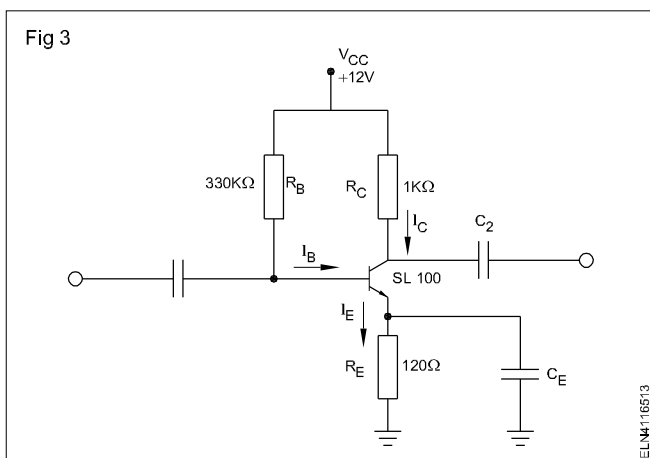 Fig 3
VCC
+12V
330KΩ
RB
RC
1KΩ
IC
C2
IB
SL 100
IE
RE
120Ω
CE
ELN4116513